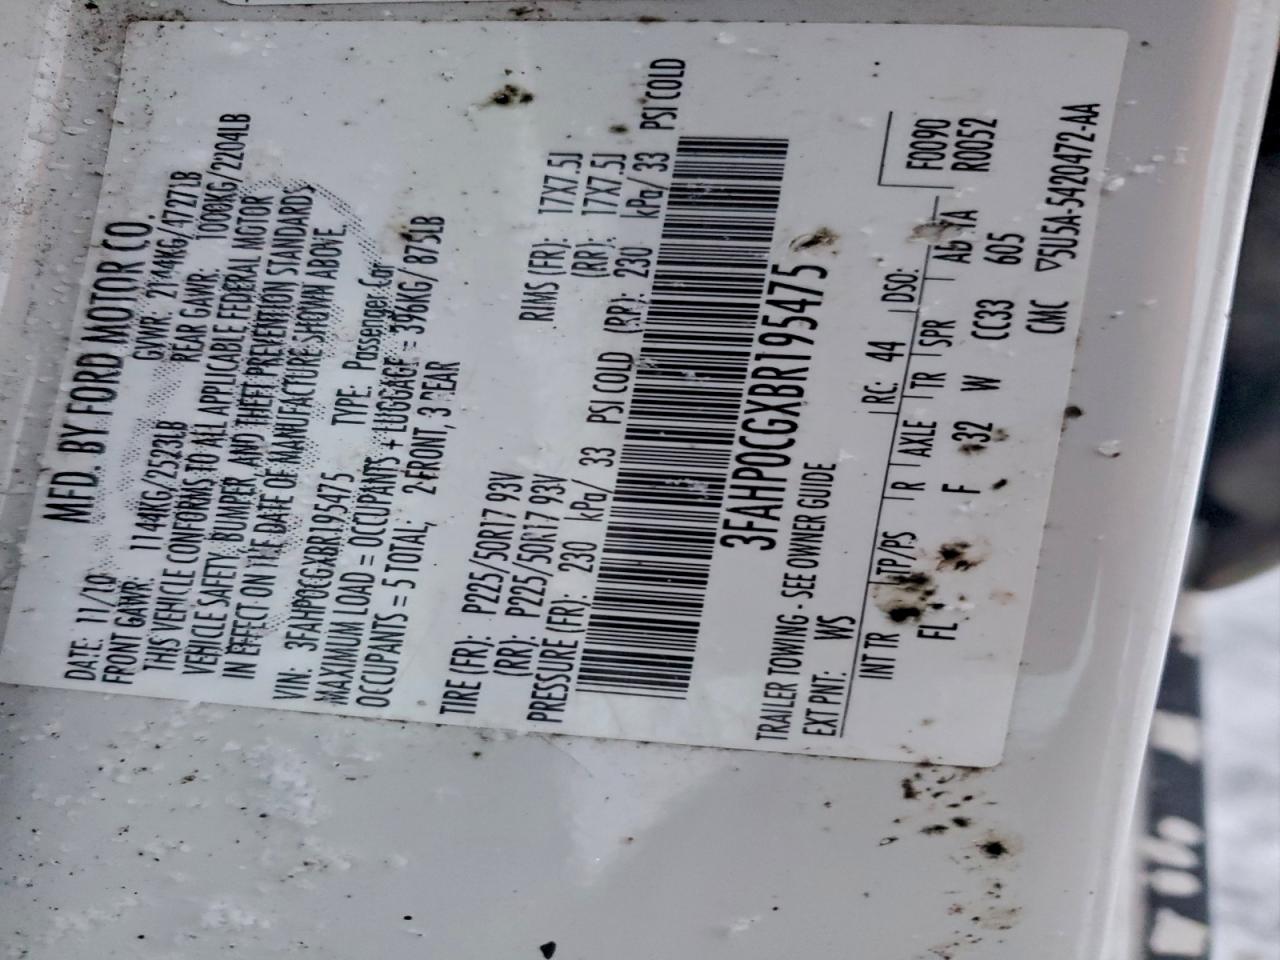 MFD. BY FORD MOTOR CO.
DATE: 11/10 GVWR: 2144KG/4727LB
FRONT GAWR: 1144KG/2523LB REAR GAWR: 1000KG/2204LB
THIS VEHICLE CONFORMS TO ALL APPLICABLE FEDERAL MOTOR
VEHICLE SAFETY, BUMPER, AND THEFT PREVENTION STANDARDS
IN EFFECT ON THE DATE OF MANUFACTURE SHOWN ABOVE.
VIN: 3FAHP0CGXBR195475 TYPE: Passenger Car
MAXIMUM LOAD = OCCUPANTS + LUGGAGE = 396KG/ 875LB
OCCUPANTS = 5 TOTAL; 2 FRONT, 3 REAR
RIMS (FR): 17X7.5J
TIRE (FR): P225/50R17 93V
(RR): P225/50R17 93V (RR): 17X7.5J
PRESSURE (FR): 230 kPa/ 33 PSI COLD (RR): 230 kPa/ 33 PSI COLD
3FAHP0CGXBR195475
TRAILER TOWING - SEE OWNER GUIDE
EXT PNT: WS RC: 44 DSO:
INT TR TP/PS R AXLE TR SPR
FL F 32 W F0090
CC33 605 R0052
CMC ▽5U5A-5420472-AA